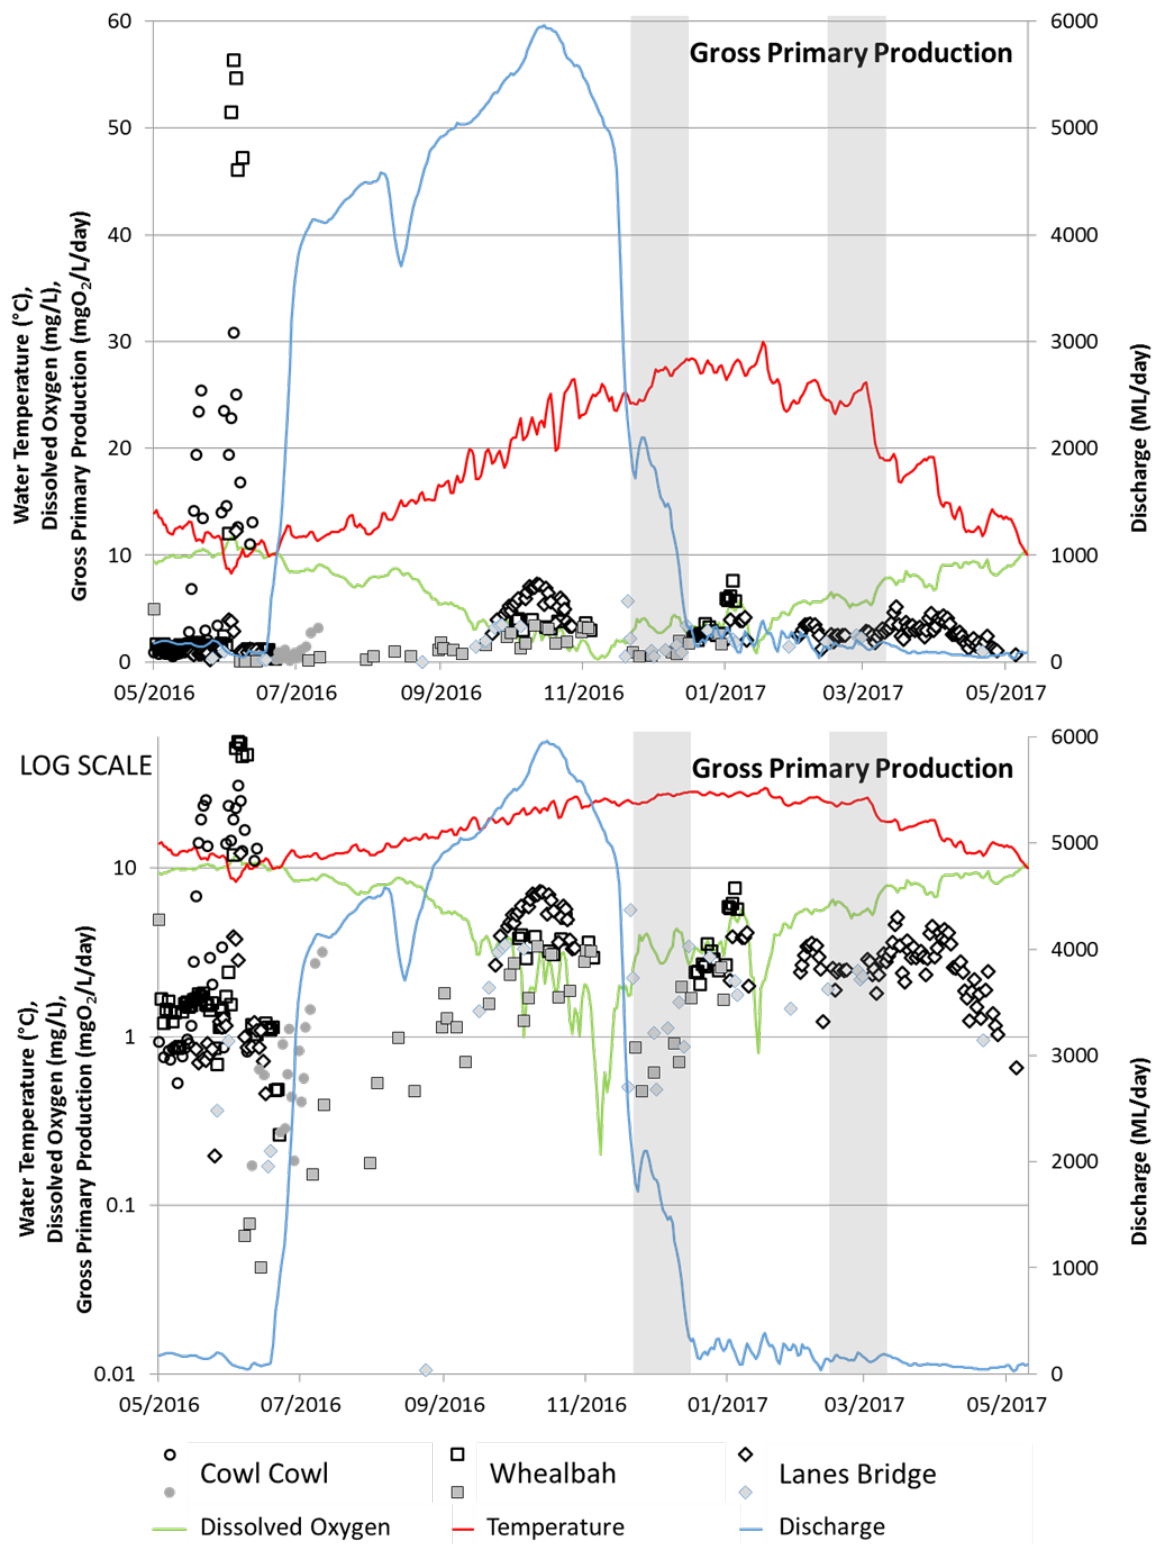 Gross Primary Production
60
50
40
30
20
10
0
6000
5000
4000
3000
2000
1000
0
Water Temperature (°C),
Dissolved Oxygen (mg/L),
Gross Primary Production (mgO₂/L/day)
Discharge (ML/day)
05/2016 07/2016 09/2016 11/2016 01/2017 03/2017 05/2017
LOG SCALE
Gross Primary Production
10
1
0.1
0.01
6000
5000
4000
3000
2000
1000
0
Water Temperature (°C),
Dissolved Oxygen (mg/L),
Gross Primary Production (mgO₂/L/day)
Discharge (ML/day)
05/2016 07/2016 09/2016 11/2016 01/2017 03/2017 05/2017
Cowl Cowl Whealbah Lanes Bridge
Dissolved Oxygen Temperature Discharge